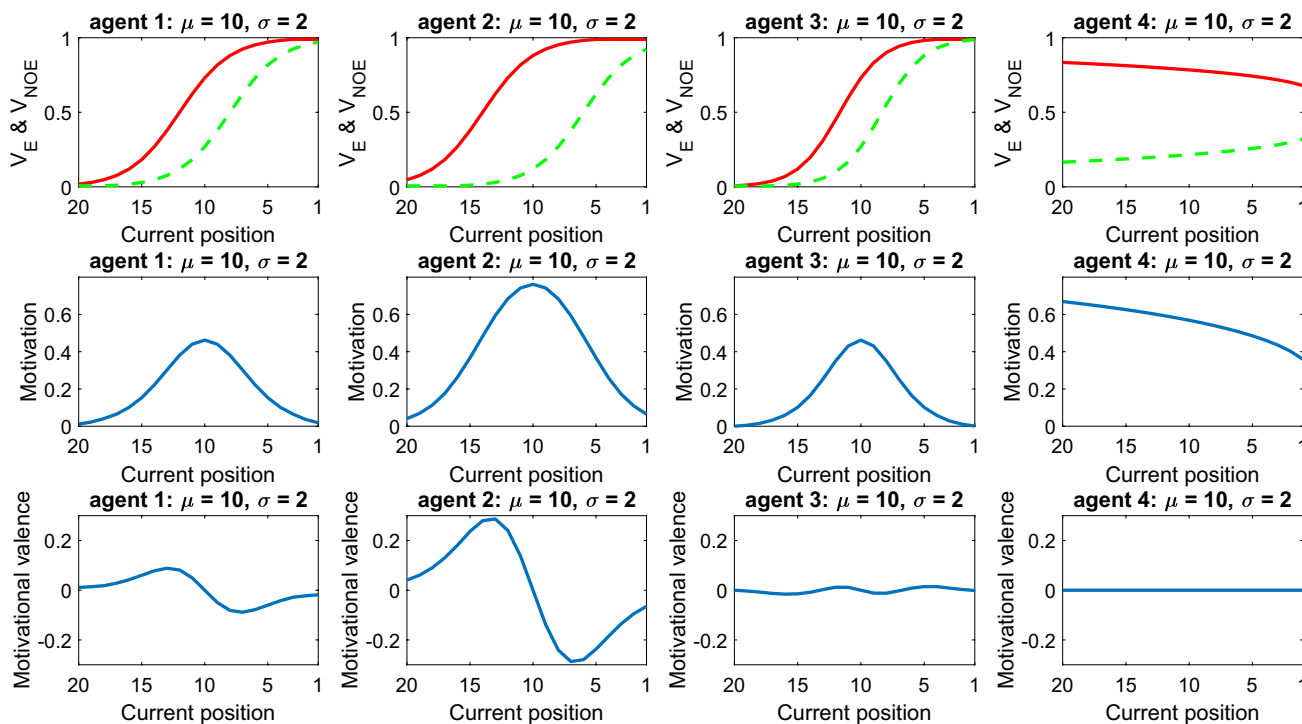 agent 1: μ = 10, σ = 2
agent 2: μ = 10, σ = 2
agent 3: μ = 10, σ = 2
agent 4: μ = 10, σ = 2
V_E & V_NOE
1
0.5
0
20 15 10 5 1
Current position
V_E & V_NOE
1
0.5
0
20 15 10 5 1
Current position
V_E & V_NOE
1
0.5
0
20 15 10 5 1
Current position
V_E & V_NOE
1
0.5
0
20 15 10 5 1
Current position
agent 1: μ = 10, σ = 2
agent 2: μ = 10, σ = 2
agent 3: μ = 10, σ = 2
agent 4: μ = 10, σ = 2
Motivation
0.6
0.4
0.2
0
20 15 10 5 1
Current position
Motivation
0.6
0.4
0.2
0
20 15 10 5 1
Current position
Motivation
0.6
0.4
0.2
0
20 15 10 5 1
Current position
Motivation
0.6
0.4
0.2
0
20 15 10 5 1
Current position
agent 1: μ = 10, σ = 2
agent 2: μ = 10, σ = 2
agent 3: μ = 10, σ = 2
agent 4: μ = 10, σ = 2
Motivational valence
0.2
0
-0.2
20 15 10 5 1
Current position
Motivational valence
0.2
0
-0.2
20 15 10 5 1
Current position
Motivational valence
0.2
0
-0.2
20 15 10 5 1
Current position
Motivational valence
0.2
0
-0.2
20 15 10 5 1
Current position